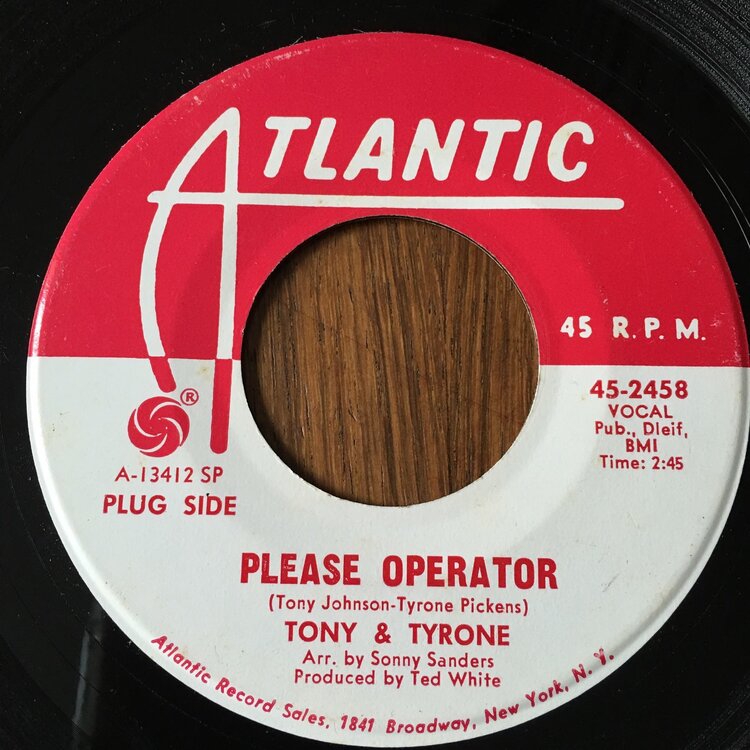 ATLANTIC
45 R.P.M.
®
45-2458
VOCAL
Pub., Dleif,
BMI
Time: 2:45
A-13412 SP
PLUG SIDE
PLEASE OPERATOR
(Tony Johnson-Tyrone Pickens)
TONY & TYRONE
Arr. by Sonny Sanders
Produced by Ted White
Atlantic Record Sales, 1841 Broadway, New York, N. Y.